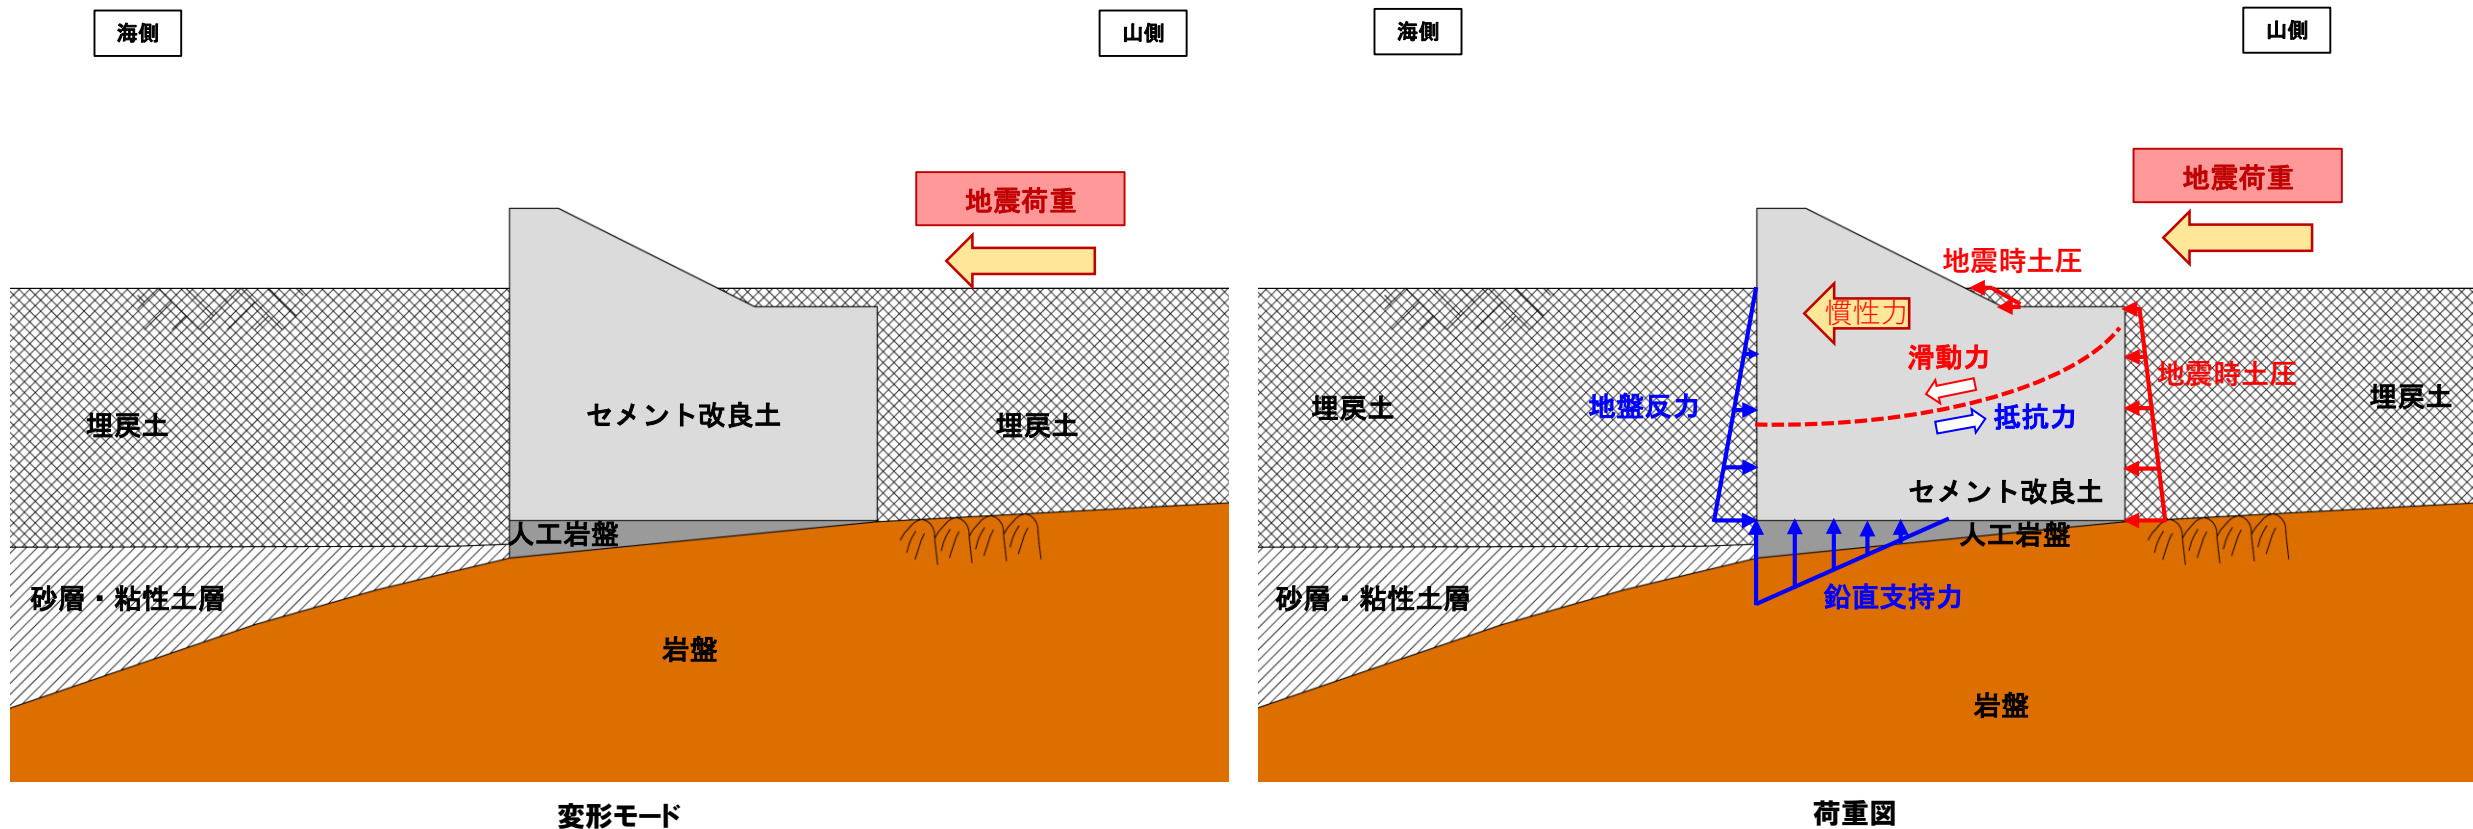 海側
山側
地震荷重
セメント改良土
埋戻土
埋戻土
人工岩盤
砂層・粘性土層
岩盤
変形モード
海側
山側
地震荷重
地震時土圧
慣性力
滑動力
地震時土圧
埋戻土
地盤反力
埋戻土
抵抗力
セメント改良土
人工岩盤
砂層・粘性土層
鉛直支持力
岩盤
荷重図